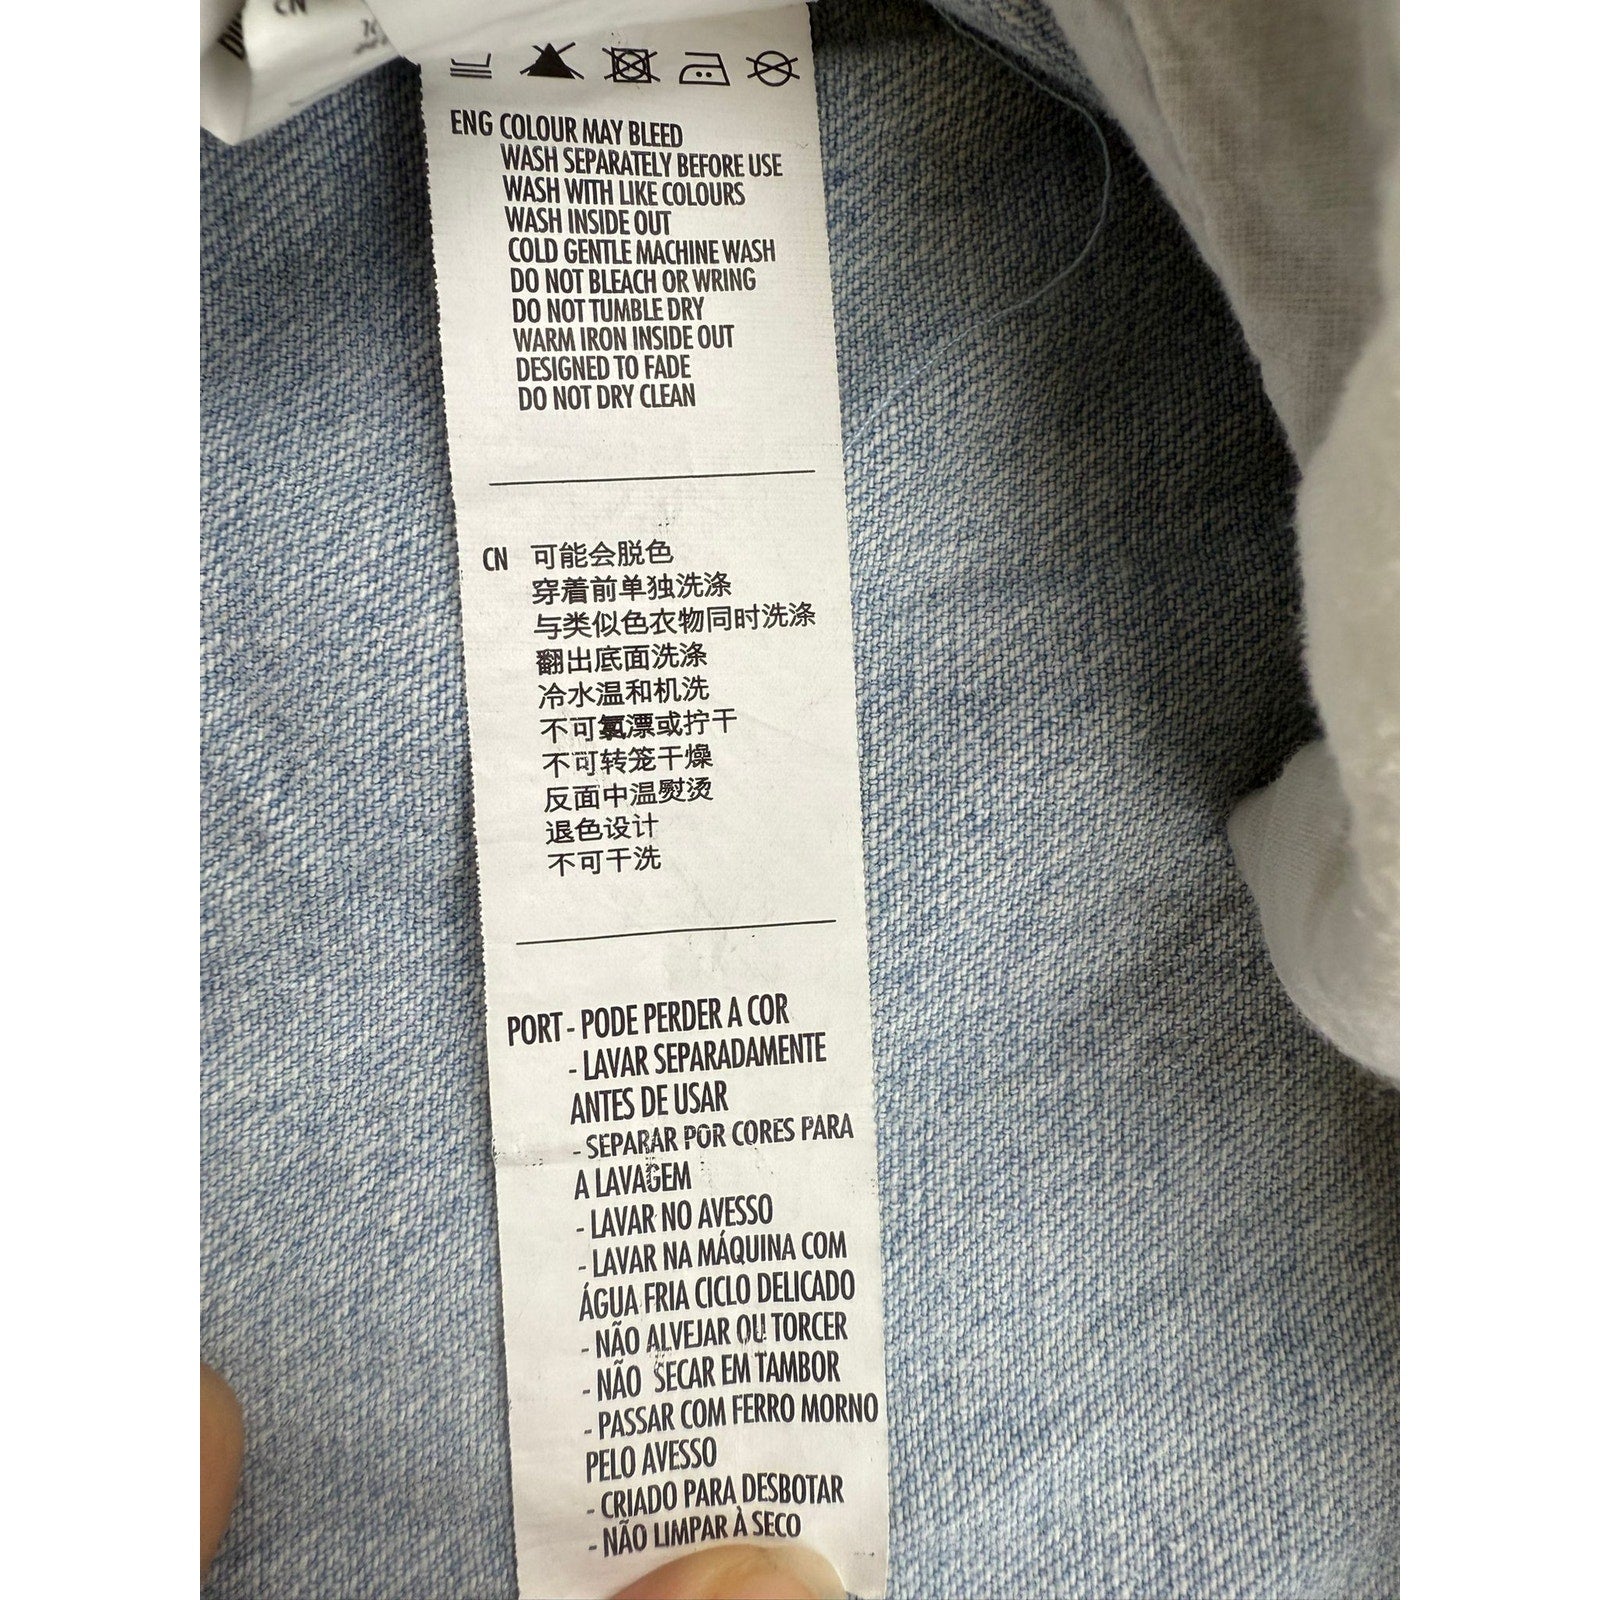 CN
ENG COLOUR MAY BLEED
WASH SEPARATELY BEFORE USE
WASH WITH LIKE COLOURS
WASH INSIDE OUT
COLD GENTLE MACHINE WASH
DO NOT BLEACH OR WRING
DO NOT TUMBLE DRY
WARM IRON INSIDE OUT
DESIGNED TO FADE
DO NOT DRY CLEAN
CN 可能会脱色
穿着前单独洗涤
与类似色衣物同时洗涤
翻出底面洗涤
冷水温和机洗
不可氯漂或拧干
不可转笼干燥
反面中温熨烫
退色设计
不可干洗
PORT - PODE PERDER A COR
- LAVAR SEPARADAMENTE
ANTES DE USAR
- SEPARAR POR CORES PARA
A LAVAGEM
- LAVAR NO AVESSO
- LAVAR NA MÁQUINA COM
ÁGUA FRIA CICLO DELICADO
- NÃO ALVEJAR OU TORCER
- NÃO SECAR EM TAMBOR
- PASSAR COM FERRO MORNO
PELO AVESSO
- CRIADO PARA DESBOTAR
- NÃO LIMPAR À SECO